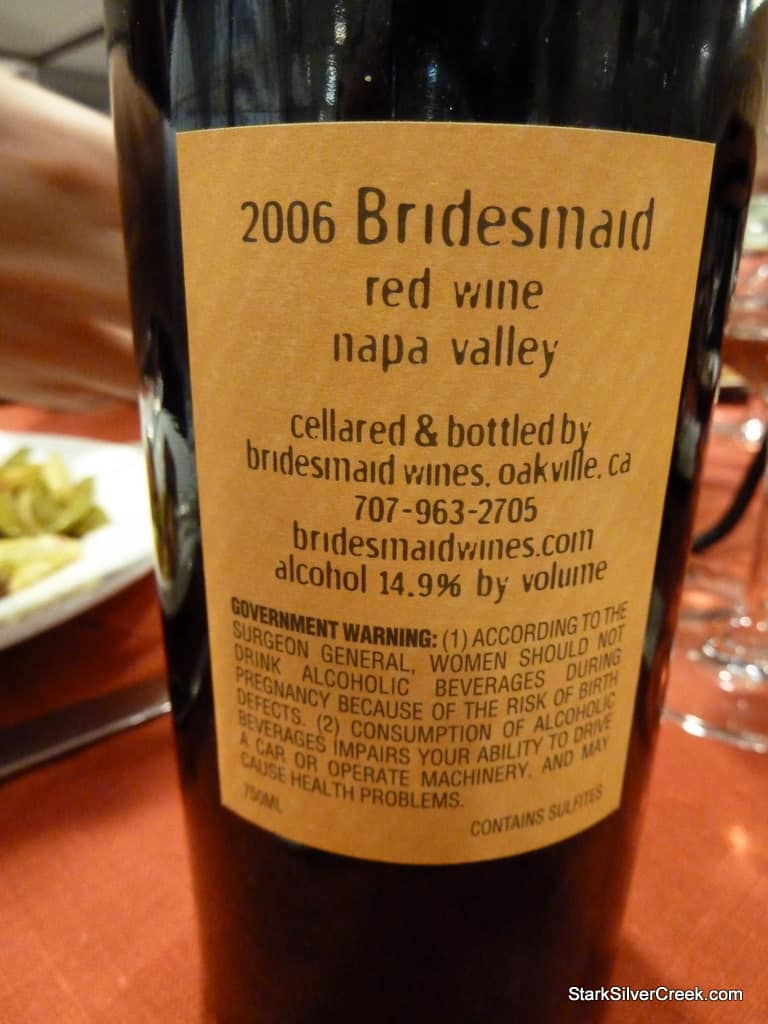 2006 Bridesmaid
red wine
napa valley
cellared & bottled by
bridesmaid wines, oakville, ca
707-963-2705
bridesmaidwines.com
alcohol 14.9% by volume
GOVERNMENT WARNING: (1) ACCORDING TO THE
SURGEON GENERAL, WOMEN SHOULD NOT
DRINK ALCOHOLIC BEVERAGES DURING
PREGNANCY BECAUSE OF THE RISK OF BIRTH
DEFECTS. (2) CONSUMPTION OF ALCOHOLIC
BEVERAGES IMPAIRS YOUR ABILITY TO DRIVE
A CAR OR OPERATE MACHINERY, AND MAY
CAUSE HEALTH PROBLEMS.
750ML
CONTAINS SULFITES
StarkSilverCreek.com